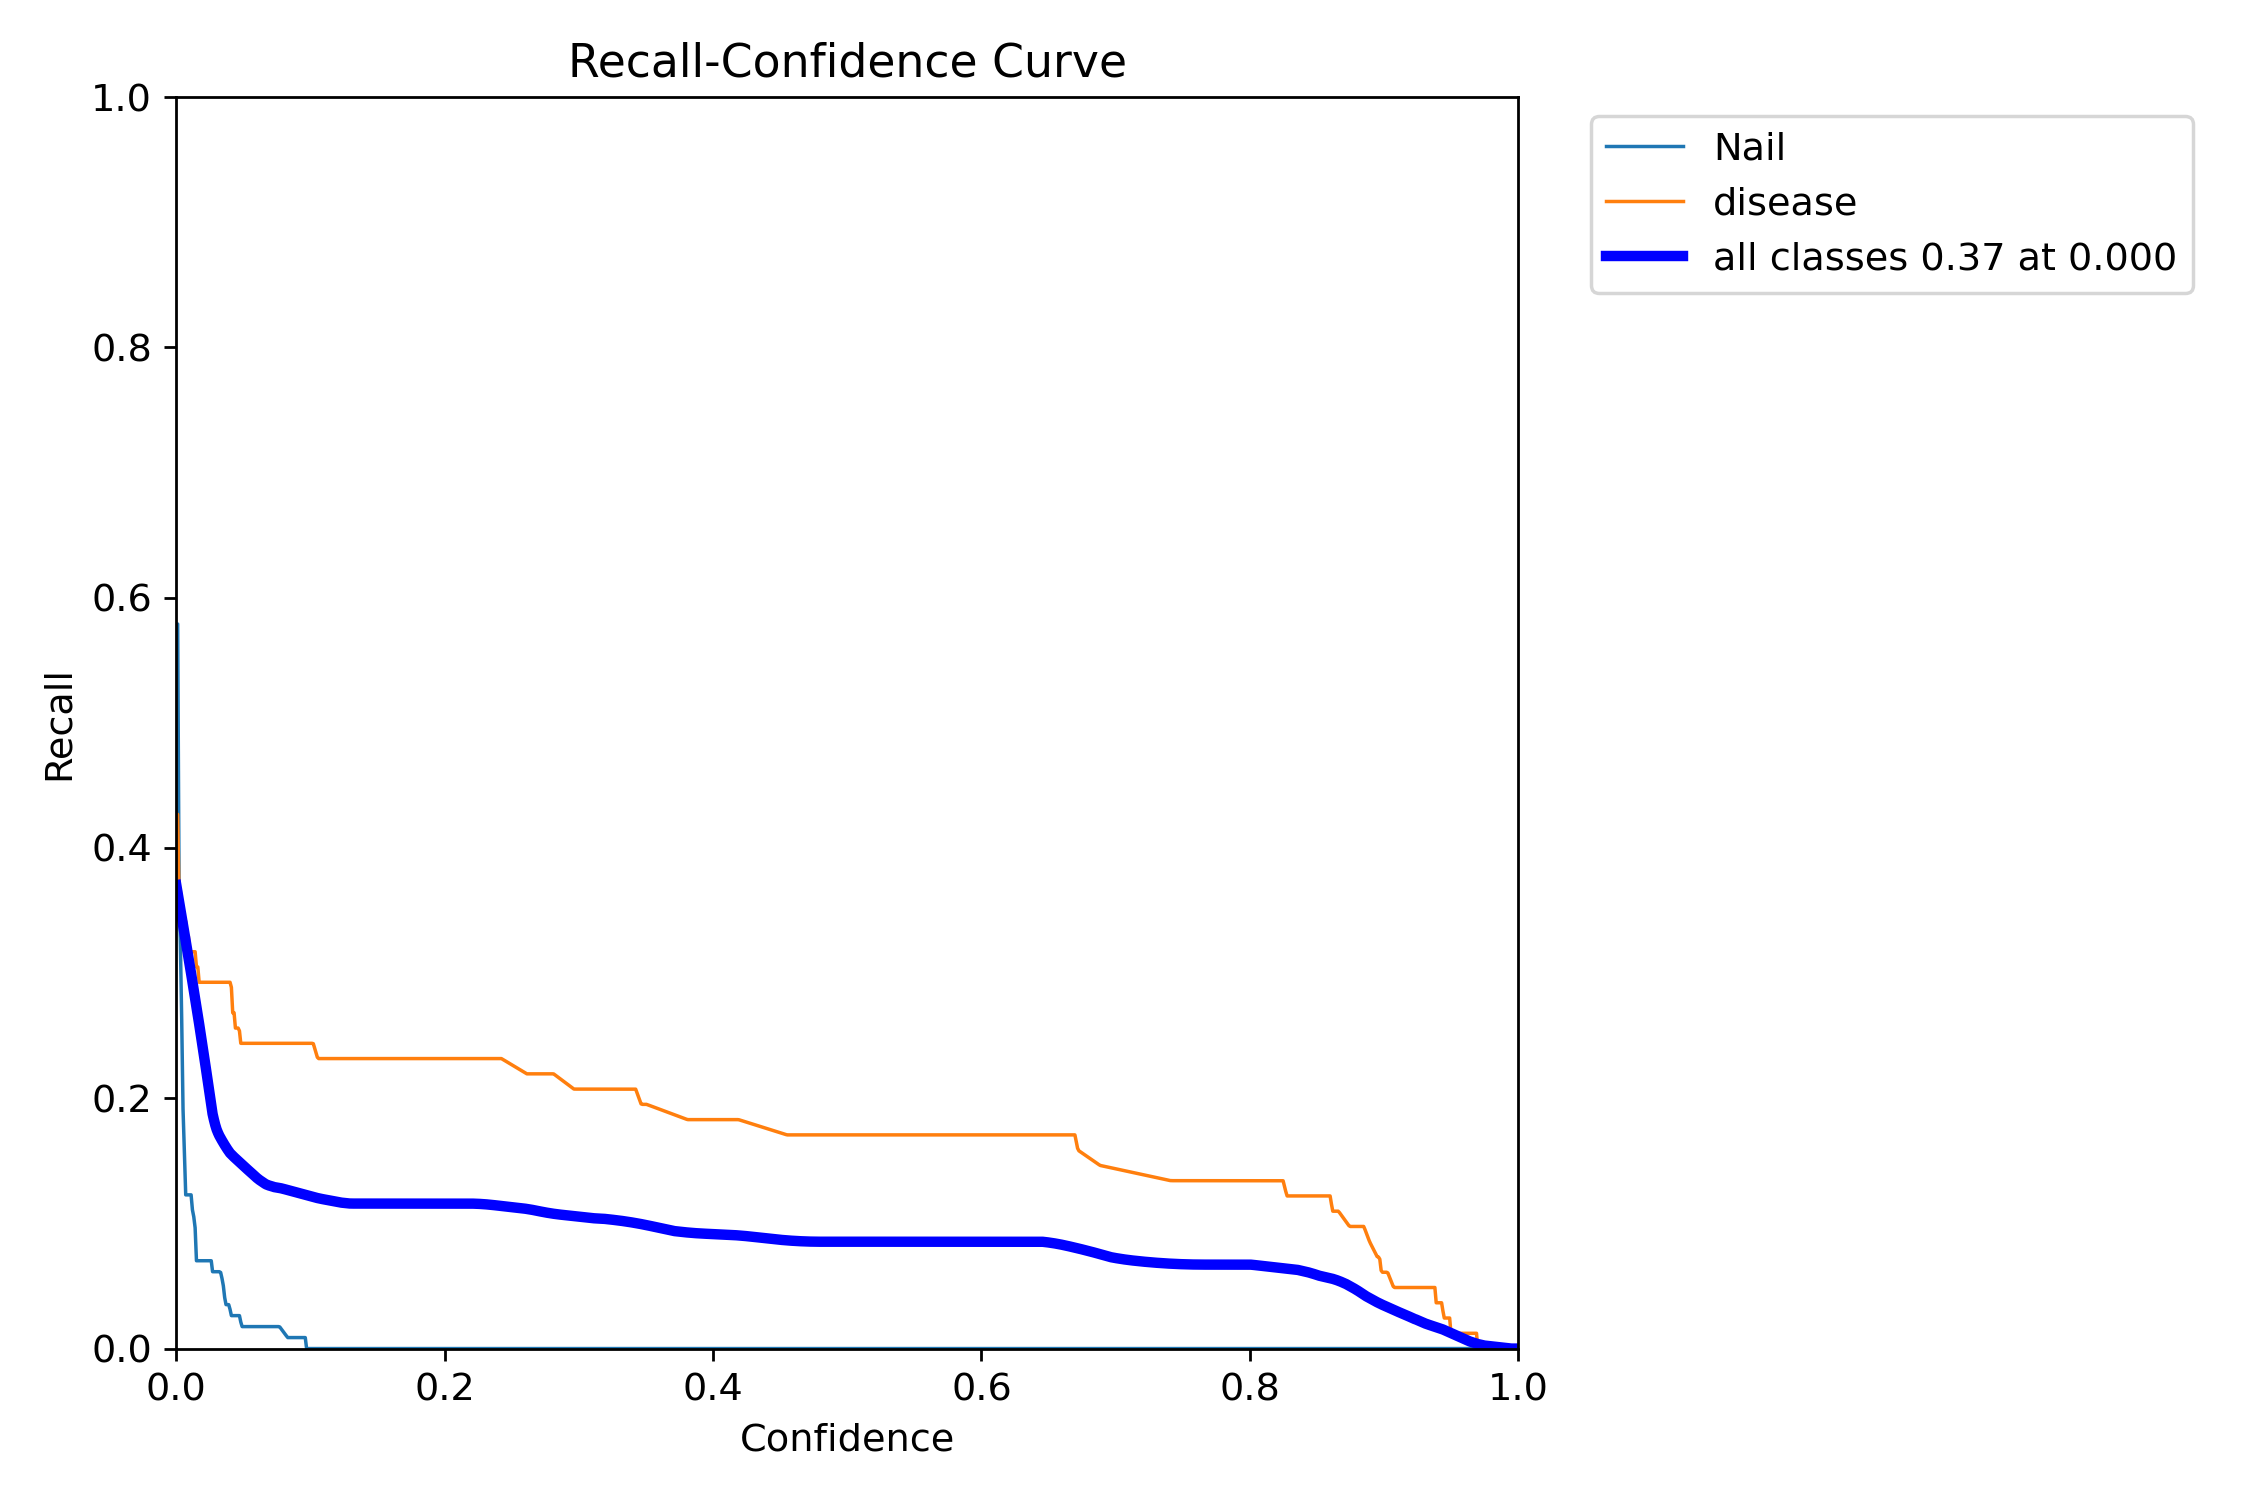 Recall-Confidence Curve
1.0
0.8
0.6
0.4
0.2
0.0
Recall
0.0 0.2 0.4 0.6 0.8 1.0
Confidence
Nail
disease
all classes 0.37 at 0.000